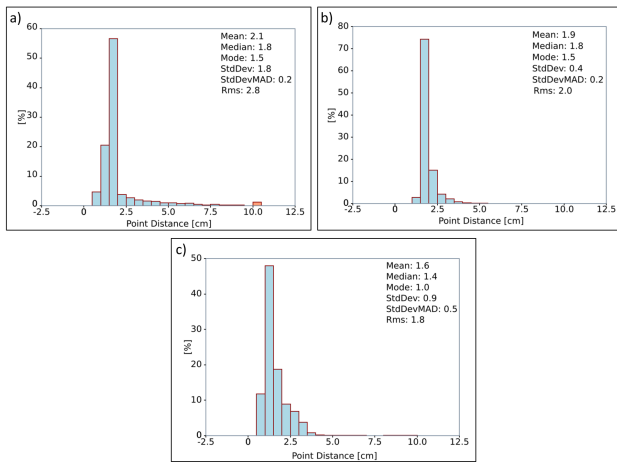 a)
60
50
40
30
20
10
0
[%]
-2.5
0
2.5
5.0
7.5
10.0
12.5
Point Distance [cm]
Mean: 2.1
Median: 1.8
Mode: 1.5
StdDev: 1.8
StdDevMAD: 0.2
Rms: 2.8
b)
80
70
60
50
40
30
20
10
0
[%]
-2.5
0
2.5
5.0
7.5
10.0
12.5
Point Distance [cm]
Mean: 1.9
Median: 1.8
Mode: 1.5
StdDev: 0.4
StdDevMAD: 0.2
Rms: 2.0
c)
50
40
30
20
10
0
[%]
-2.5
0
2.5
5.0
7.5
10.0
12.5
Point Distance [cm]
Mean: 1.6
Median: 1.4
Mode: 1.0
StdDev: 0.9
StdDevMAD: 0.5
Rms: 1.8